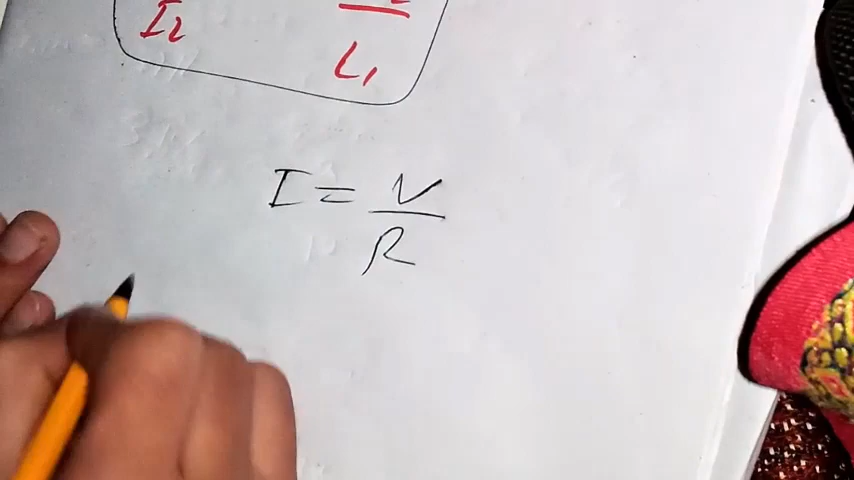 I₂
L₁
I = V/R